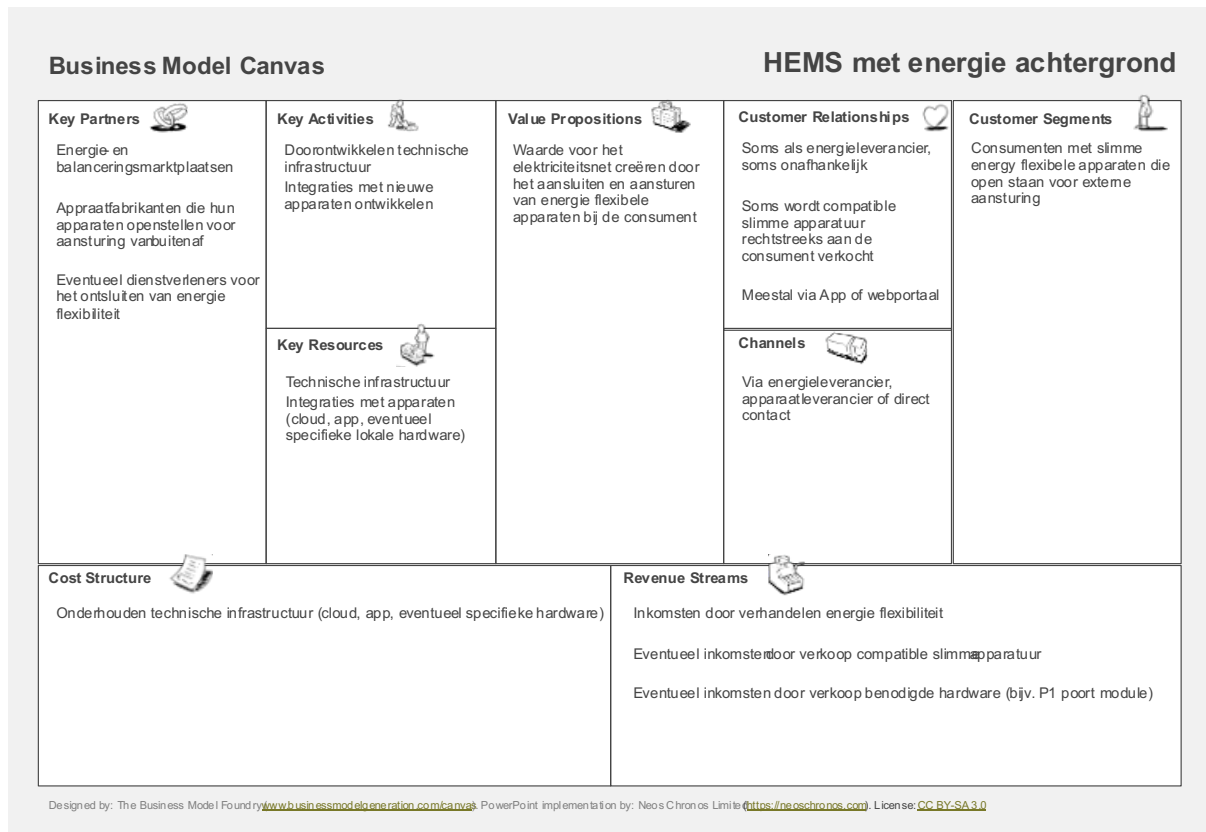 Business Model Canvas
HEMS met energie achtergrond
Key Partners
Energie- en
balanceringsmarktplaatsen
Appraatfabrikanten die hun
apparaten openstellen voor
aansturing vanbuitenaf
Eventueel dienstverleners voor
het ontsluiten van energie
flexibiliteit
Key Activities
Doorontwikkelen technische
infrastructuur
Integraties met nieuwe
apparaten ontwikkelen
Key Resources
Technische infrastructuur
Integraties met apparaten
(cloud, app, eventueel
specifieke lokale hardware)
Value Propositions
Waarde voor het
elektriciteitsnet creëren door
het aansluiten en aansturen
van energie flexibele
apparaten bij de consument
Customer Relationships
Soms als energieleverancier,
soms onafhankelijk
Soms wordt compatible
slimme apparatuur
rechtstreeks aan de
consument verkocht
Meestal via App of webportaal
Channels
Via energieleverancier,
apparaatleverancier of direct
contact
Customer Segments
Consumenten met slimme
energy flexibele apparaten die
open staan voor externe
aansturing
Cost Structure
Onderhouden technische infrastructuur (cloud, app, eventueel specifieke hardware)
Revenue Streams
Inkomsten door verhandelen energie flexibiliteit
Eventueel inkomsten door verkoop compatible slimme apparatuur
Eventueel inkomsten door verkoop benodigde hardware (bijv. P1 poort module)
Designed by: The Business Model Foundry (www.businessmodelgeneration.com/canvas). PowerPoint implementation by: Neos Chronos Limited (https://neoschronos.com). License: CC BY-SA 3.0